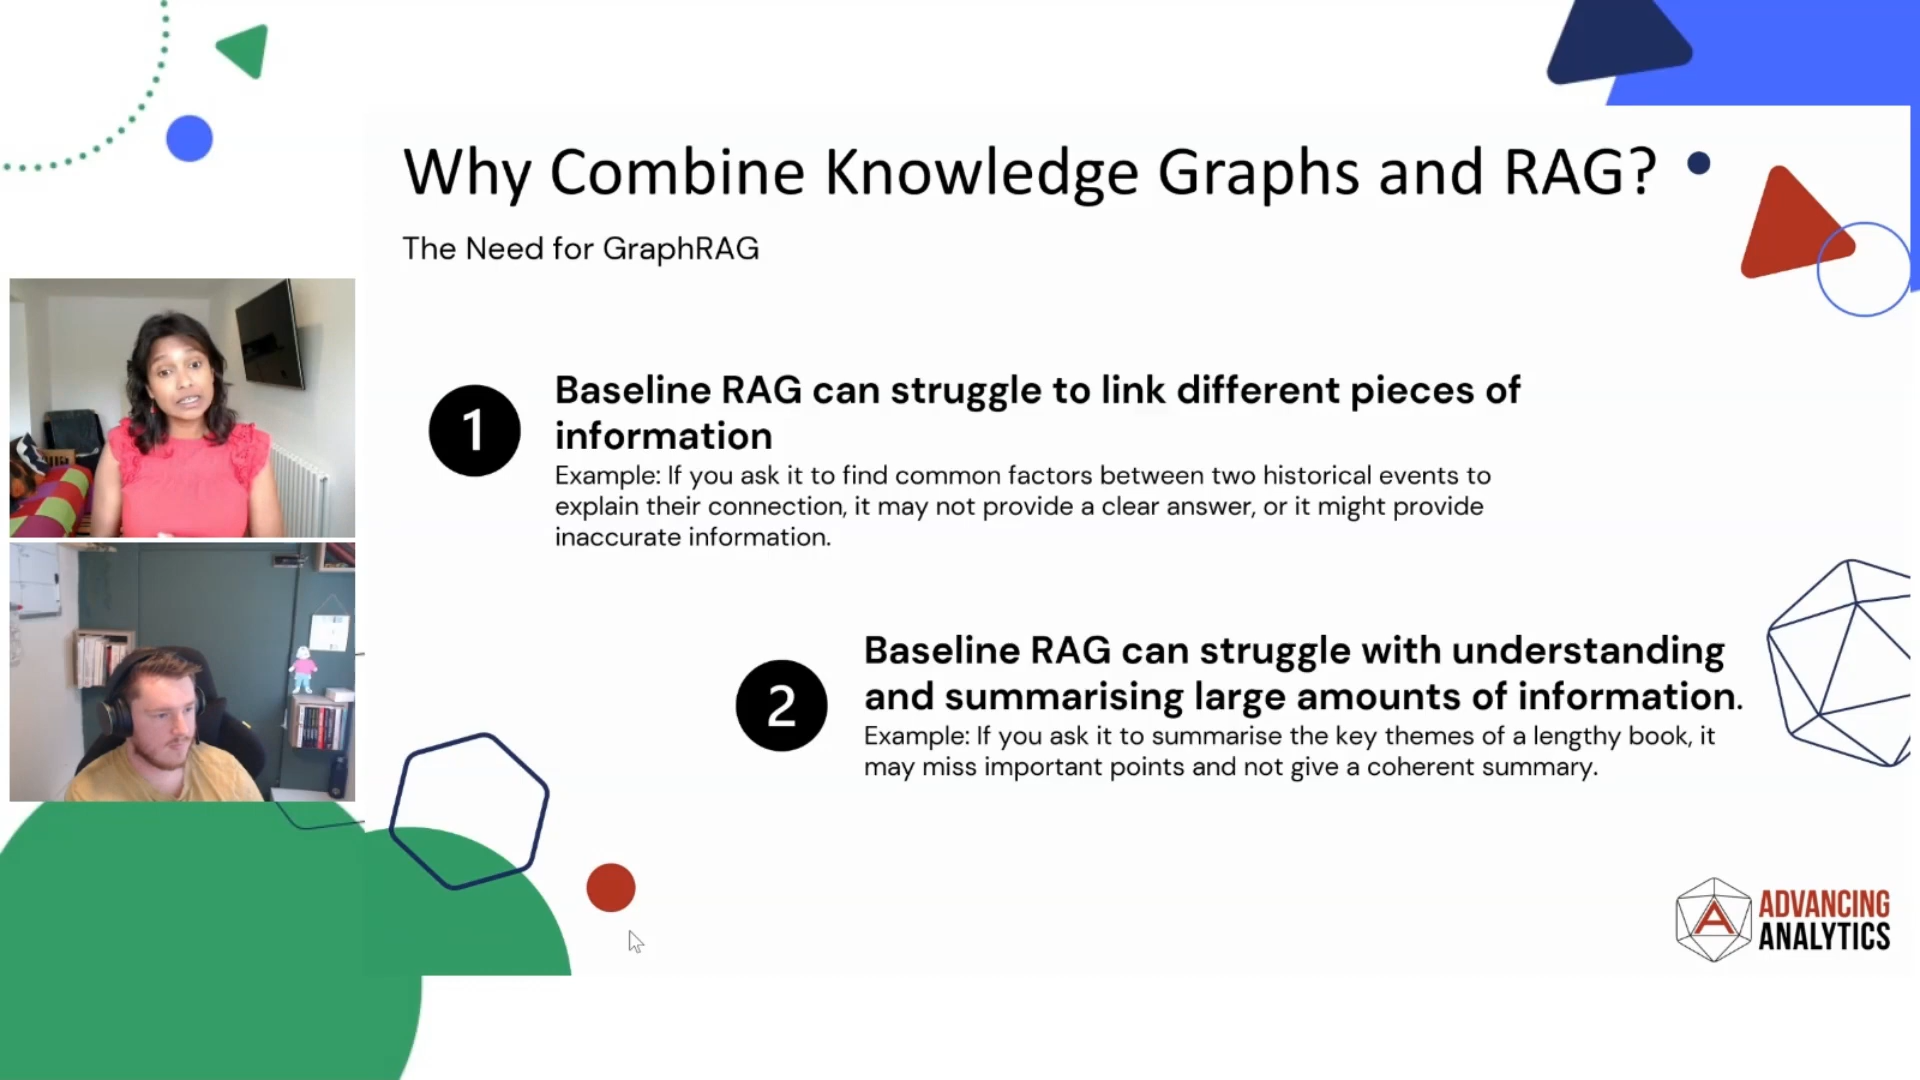 Why Combine Knowledge Graphs and RAG?
The Need for GraphRAG
1
Baseline RAG can struggle to link different pieces of
information
Example: If you ask it to find common factors between two historical events to
explain their connection, it may not provide a clear answer, or it might provide
inaccurate information.
2
Baseline RAG can struggle with understanding
and summarising large amounts of information.
Example: If you ask it to summarise the key themes of a lengthy book, it
may miss important points and not give a coherent summary.
A
ADVANCING
ANALYTICS